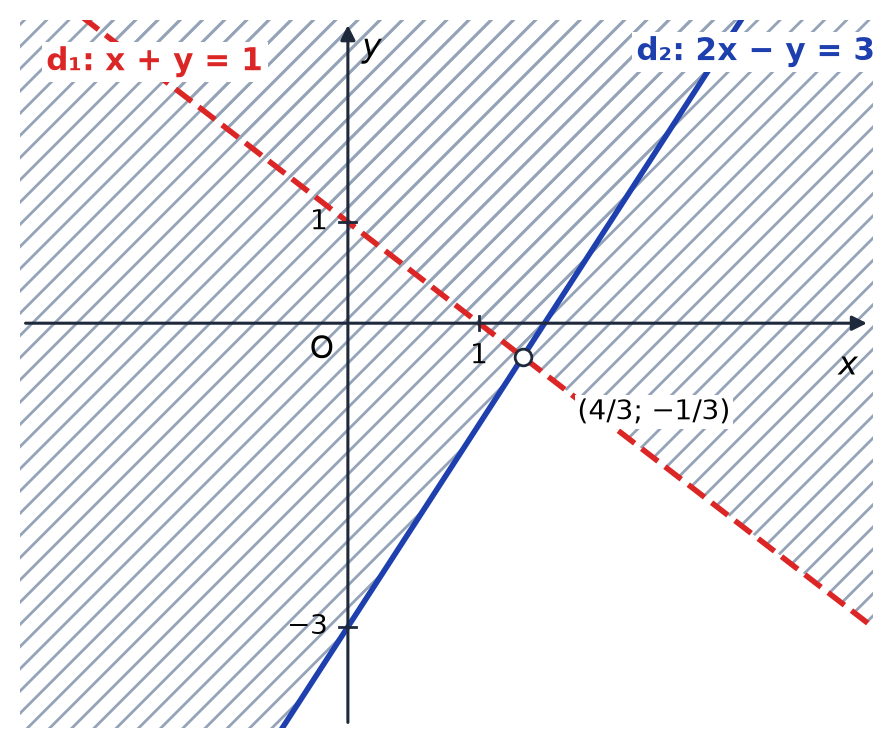 d₁: x + y = 1
y
d₂: 2x − y = 3
1
O
1
x
(4/3; −1/3)
−3